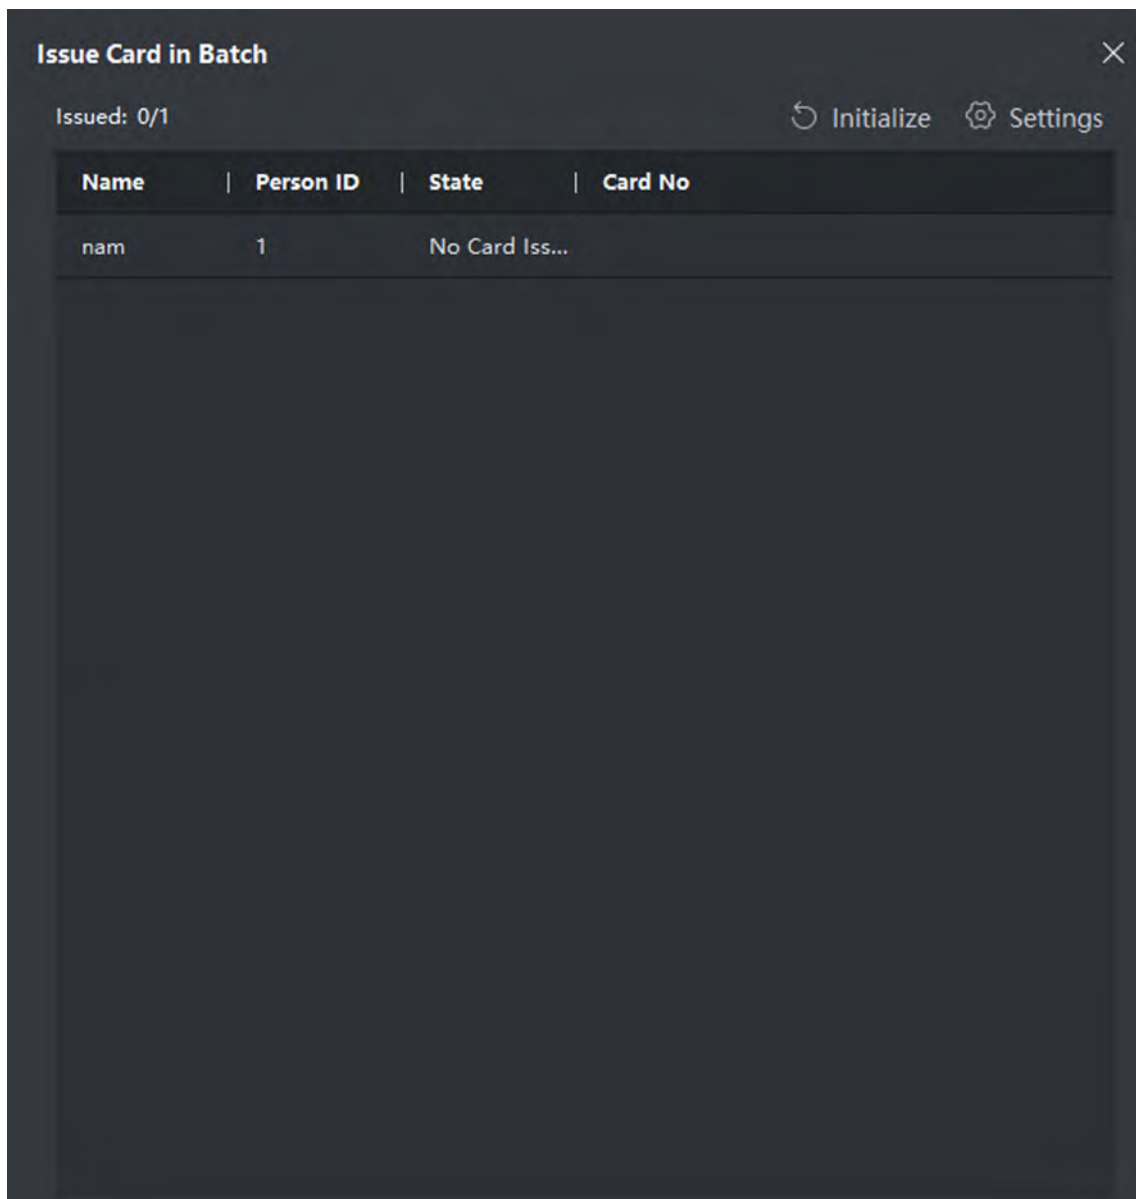 Issue Card in Batch
Issued: 0/1 Initialize Settings
Name | Person ID | State | Card No
nam 1 No Card Iss...